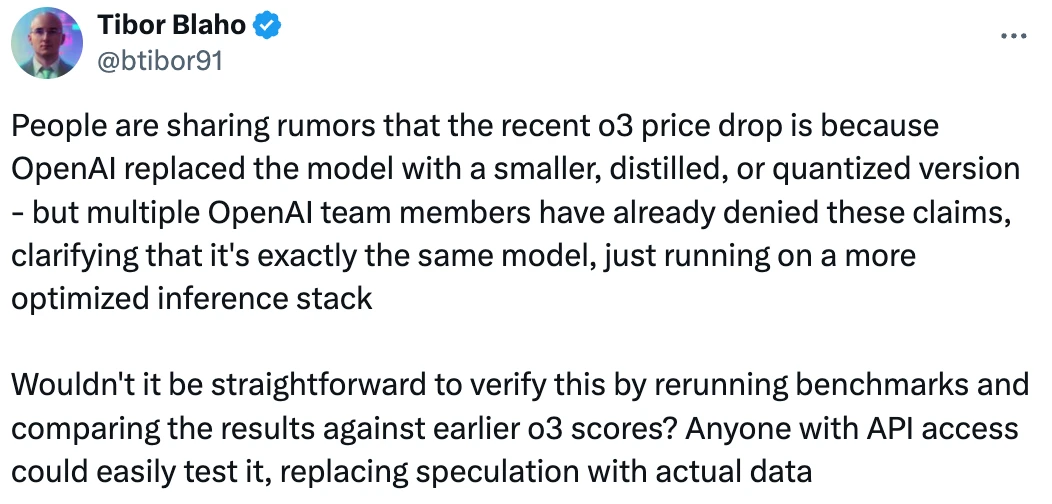 Tibor Blaho
@btibor91
People are sharing rumors that the recent o3 price drop is because
OpenAI replaced the model with a smaller, distilled, or quantized version
- but multiple OpenAI team members have already denied these claims,
clarifying that it's exactly the same model, just running on a more
optimized inference stack
Wouldn't it be straightforward to verify this by rerunning benchmarks and
comparing the results against earlier o3 scores? Anyone with API access
could easily test it, replacing speculation with actual data